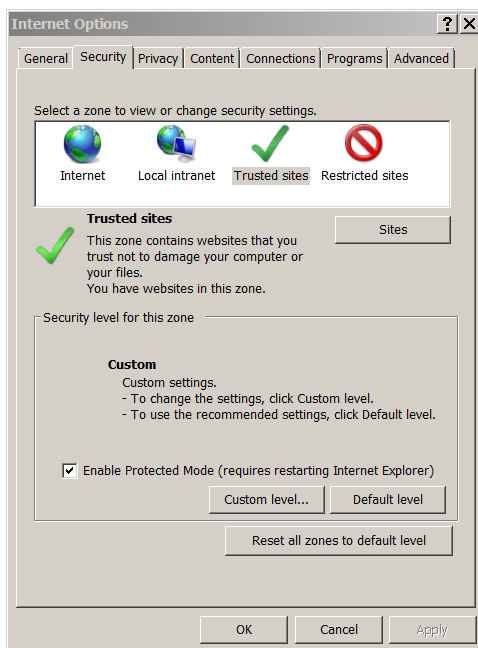 Internet Options
General Security Privacy Content Connections Programs Advanced
Select a zone to view or change security settings.
Internet Local intranet Trusted sites Restricted sites
Trusted sites
Sites
This zone contains websites that you
trust not to damage your computer or
your files.
You have websites in this zone.
Security level for this zone
Custom
Custom settings.
- To change the settings, click Custom level.
- To use the recommended settings, click Default level.
Enable Protected Mode (requires restarting Internet Explorer)
Custom level... Default level
Reset all zones to default level
OK Cancel Apply